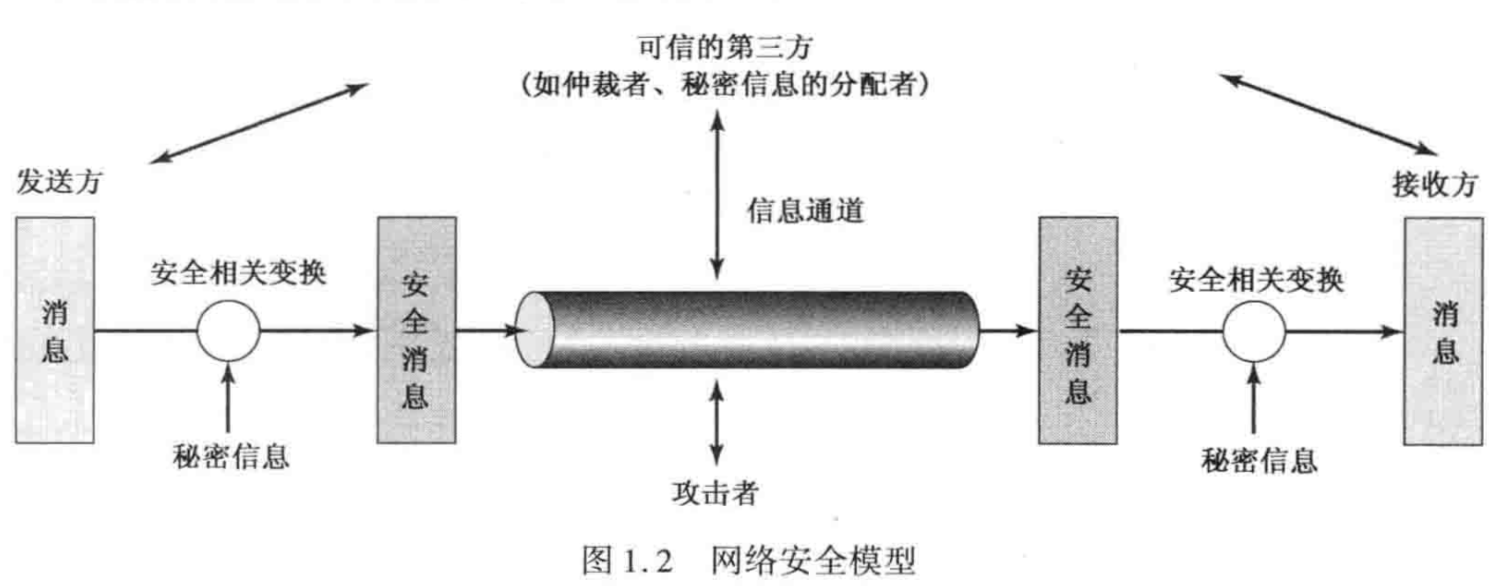 可信的第三方
(如仲裁者、秘密信息的分配者)
发送方
接收方
信息通道
安全相关变换
安全相关变换
消息
安全消息
安全消息
消息
秘密信息
秘密信息
攻击者
图1.2 网络安全模型